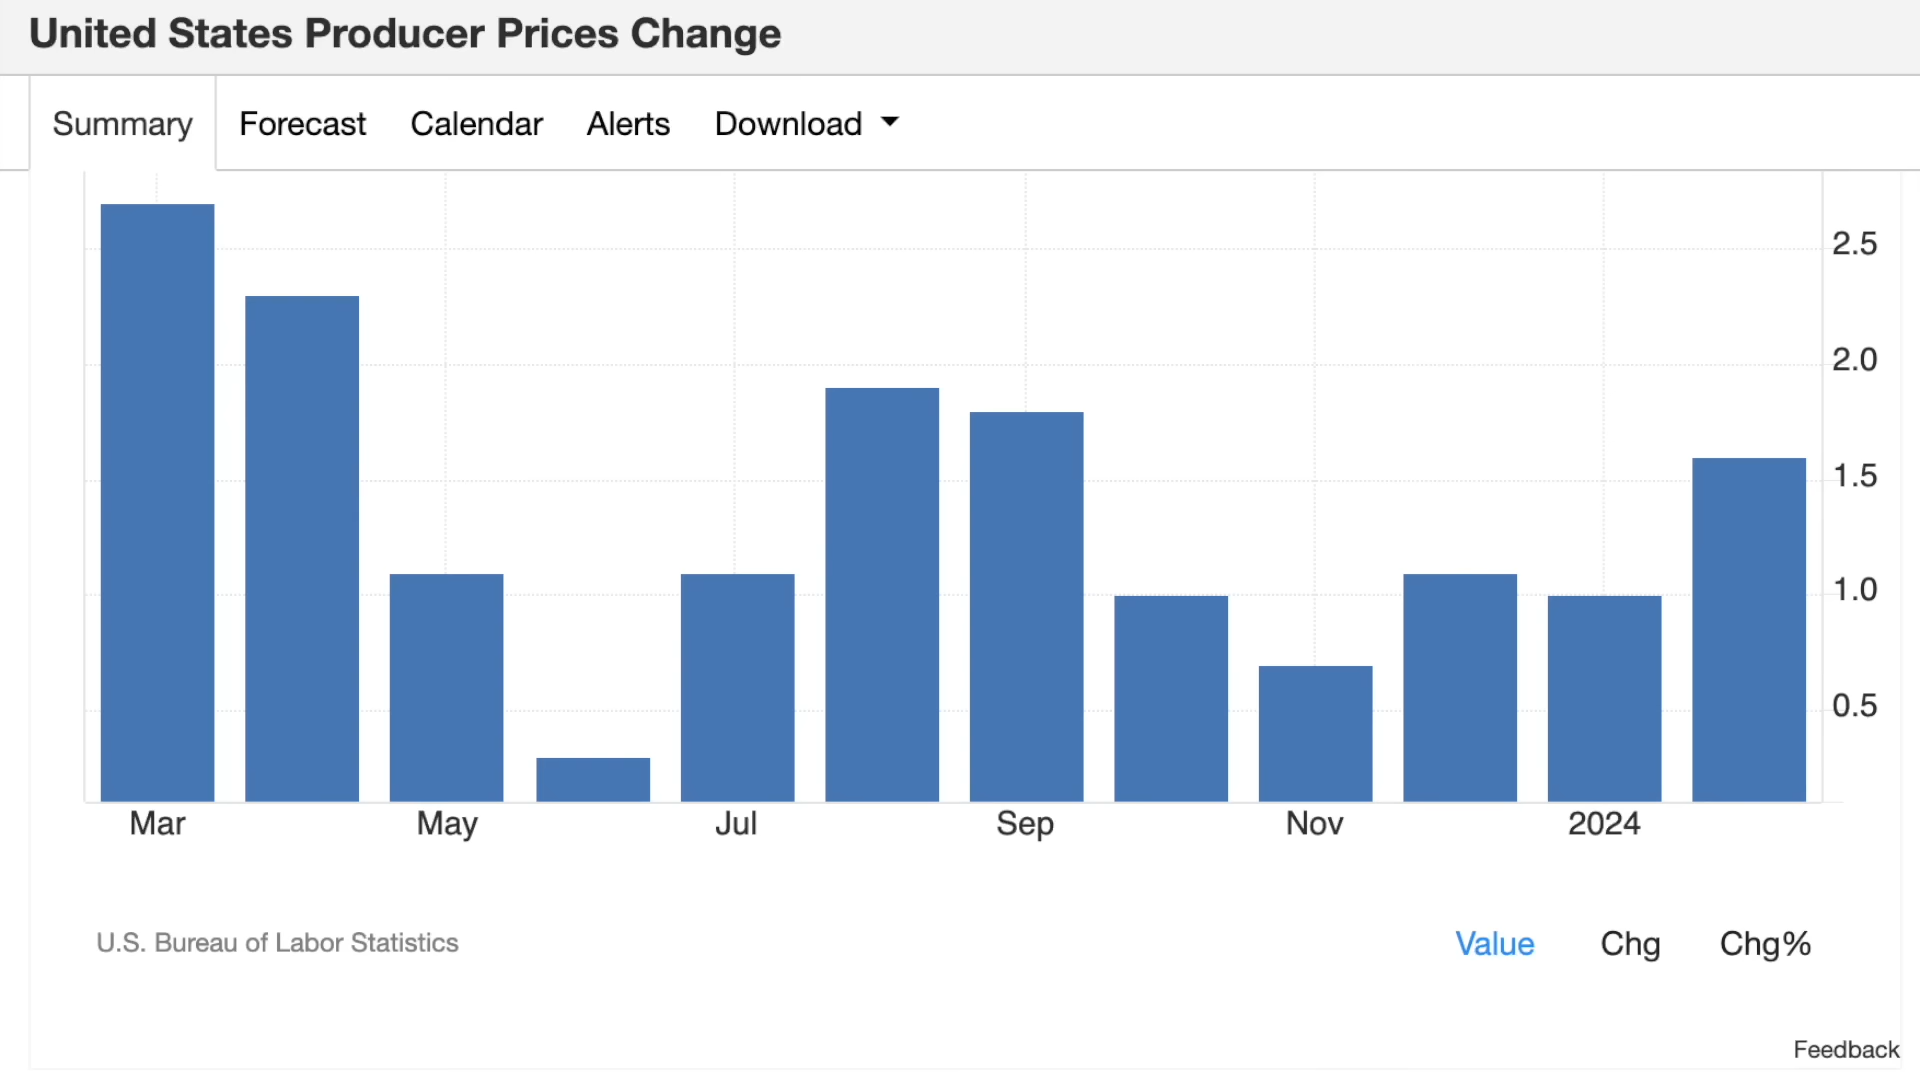 United States Producer Prices Change
Summary Forecast Calendar Alerts Download
2.5
2.0
1.5
1.0
0.5
Mar May Jul Sep Nov 2024
U.S. Bureau of Labor Statistics Value Chg Chg%
Feedback